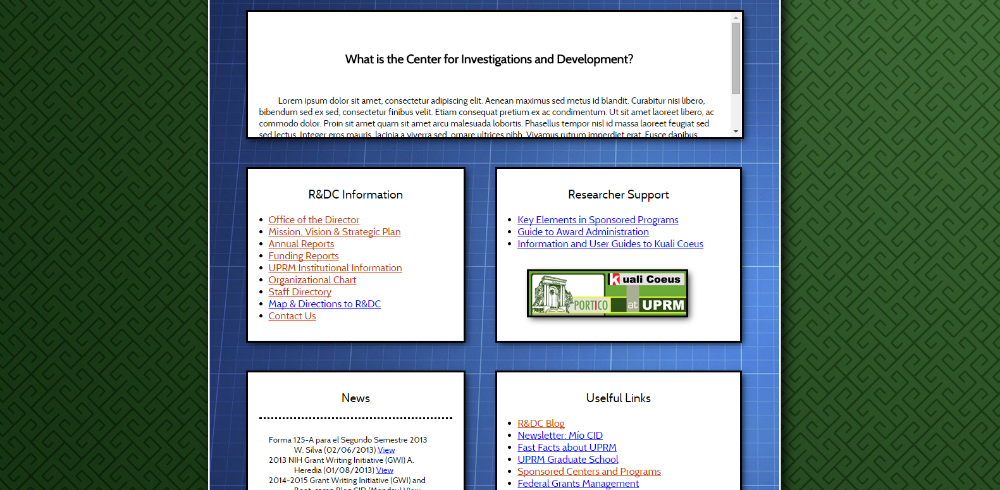 What is the Center for Investigations and Development?
Lorem ipsum dolor sit amet, consectetur adipiscing elit. Aenean maximus sed metus id blandit. Curabitur nisi libero,
bibendum sed ex sed, consectetur finibus velit. Etiam consequat pretium ex ac condimentum. Ut sit amet laoreet libero, ac
commodo dolor. Proin sit amet quam sit amet arcu malesuada lobortis. Phasellus tempor nisl id massa laoreet feugiat sed
sed lectus. Integer eros mauris, lacinia a viverra sed, ornare ultrices nibh. Vivamus rutrum imperdiet erat. Fusce dapibus
R&DC Information
Office of the Director
Mission, Vision & Strategic Plan
Annual Reports
Funding Reports
UPRM Institutional Information
Organizational Chart
Staff Directory
Map & Directions to R&DC
Contact Us
Researcher Support
Key Elements in Sponsored Programs
Guide to Award Administration
Information and User Guides to Kuali Coeus
Kuali Coeus
PORTICO at UPRM
News
Forma 125-A para el Segundo Semestre 2013
W. Silva (02/06/2013) View
2013 NIH Grant Writing Initiative (GWI) A.
Heredia (01/08/2013) View
2014-2015 Grant Writing Initiative (GWI) and
Boot-camp Blog CID (Monday) View
Uselful Links
R&DC Blog
Newsletter: Mío CID
Fast Facts about UPRM
UPRM Graduate School
Sponsored Centers and Programs
Federal Grants Management